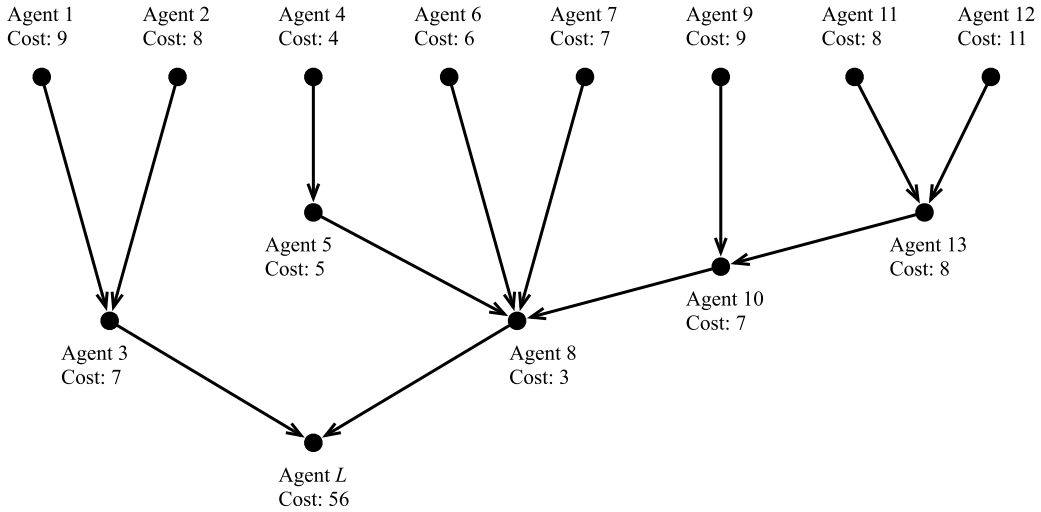 Agent 1
Cost: 9
Agent 2
Cost: 8
Agent 4
Cost: 4
Agent 6
Cost: 6
Agent 7
Cost: 7
Agent 9
Cost: 9
Agent 11
Cost: 8
Agent 12
Cost: 11
Agent 5
Cost: 5
Agent 13
Cost: 8
Agent 10
Cost: 7
Agent 3
Cost: 7
Agent 8
Cost: 3
Agent L
Cost: 56